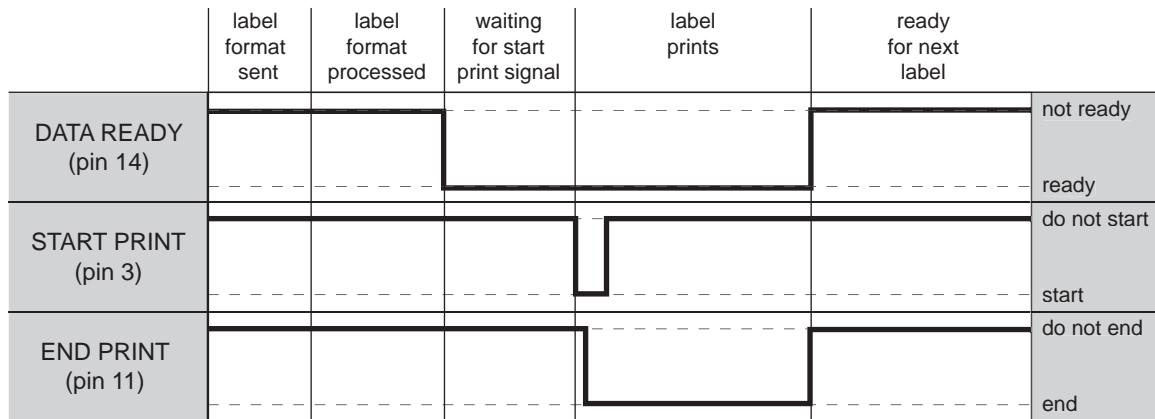 label
format
sent
label
format
processed
waiting
for start
print signal
label
prints
ready
for next
label
DATA READY
(pin 14)
not ready
ready
START PRINT
(pin 3)
do not start
start
END PRINT
(pin 11)
do not end
end